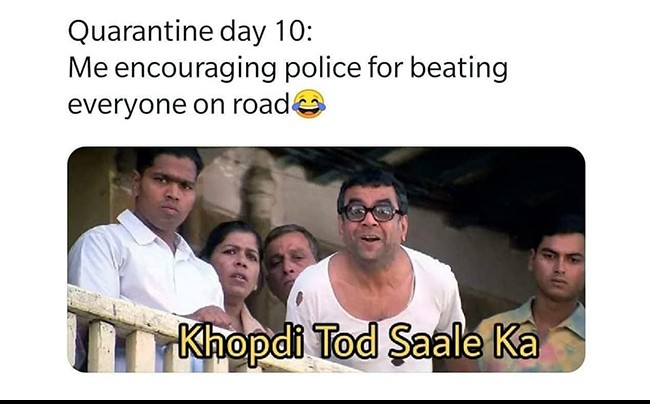 Quarantine day 10:
Me encouraging police for beating
everyone on road😂
Khopdi Tod Saale Ka